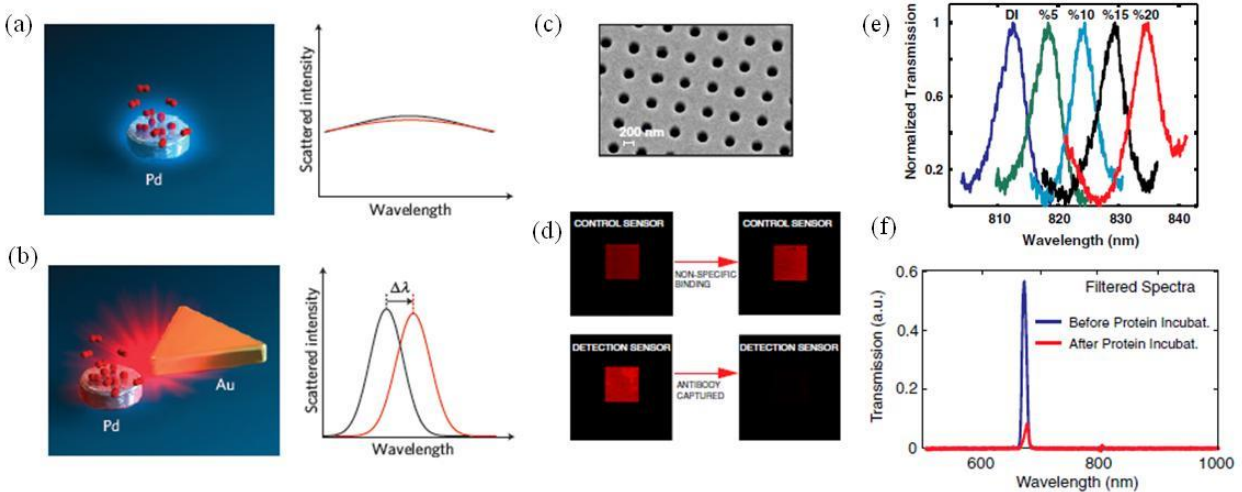 (a)
Pd
Scattered intensity
Wavelength
(b)
Au
Pd
Δλ
Scattered intensity
Wavelength
(c)
200 nm
(d)
CONTROL SENSOR
CONTROL SENSOR
NON-SPECIFIC
BINDING
DETECTION SENSOR
DETECTION SENSOR
ANTIBODY
CAPTURED
(e)
DI %5 %10 %15 %20
Normalized Transmission
1
0.6
0.2
810 820 830 840
Wavelength (nm)
(f)
Filtered Spectra
Before Protein Incubat.
After Protein Incubat.
Transmission (a.u.)
0.6
0.4
0.2
0
600 800 1000
Wavelength (nm)